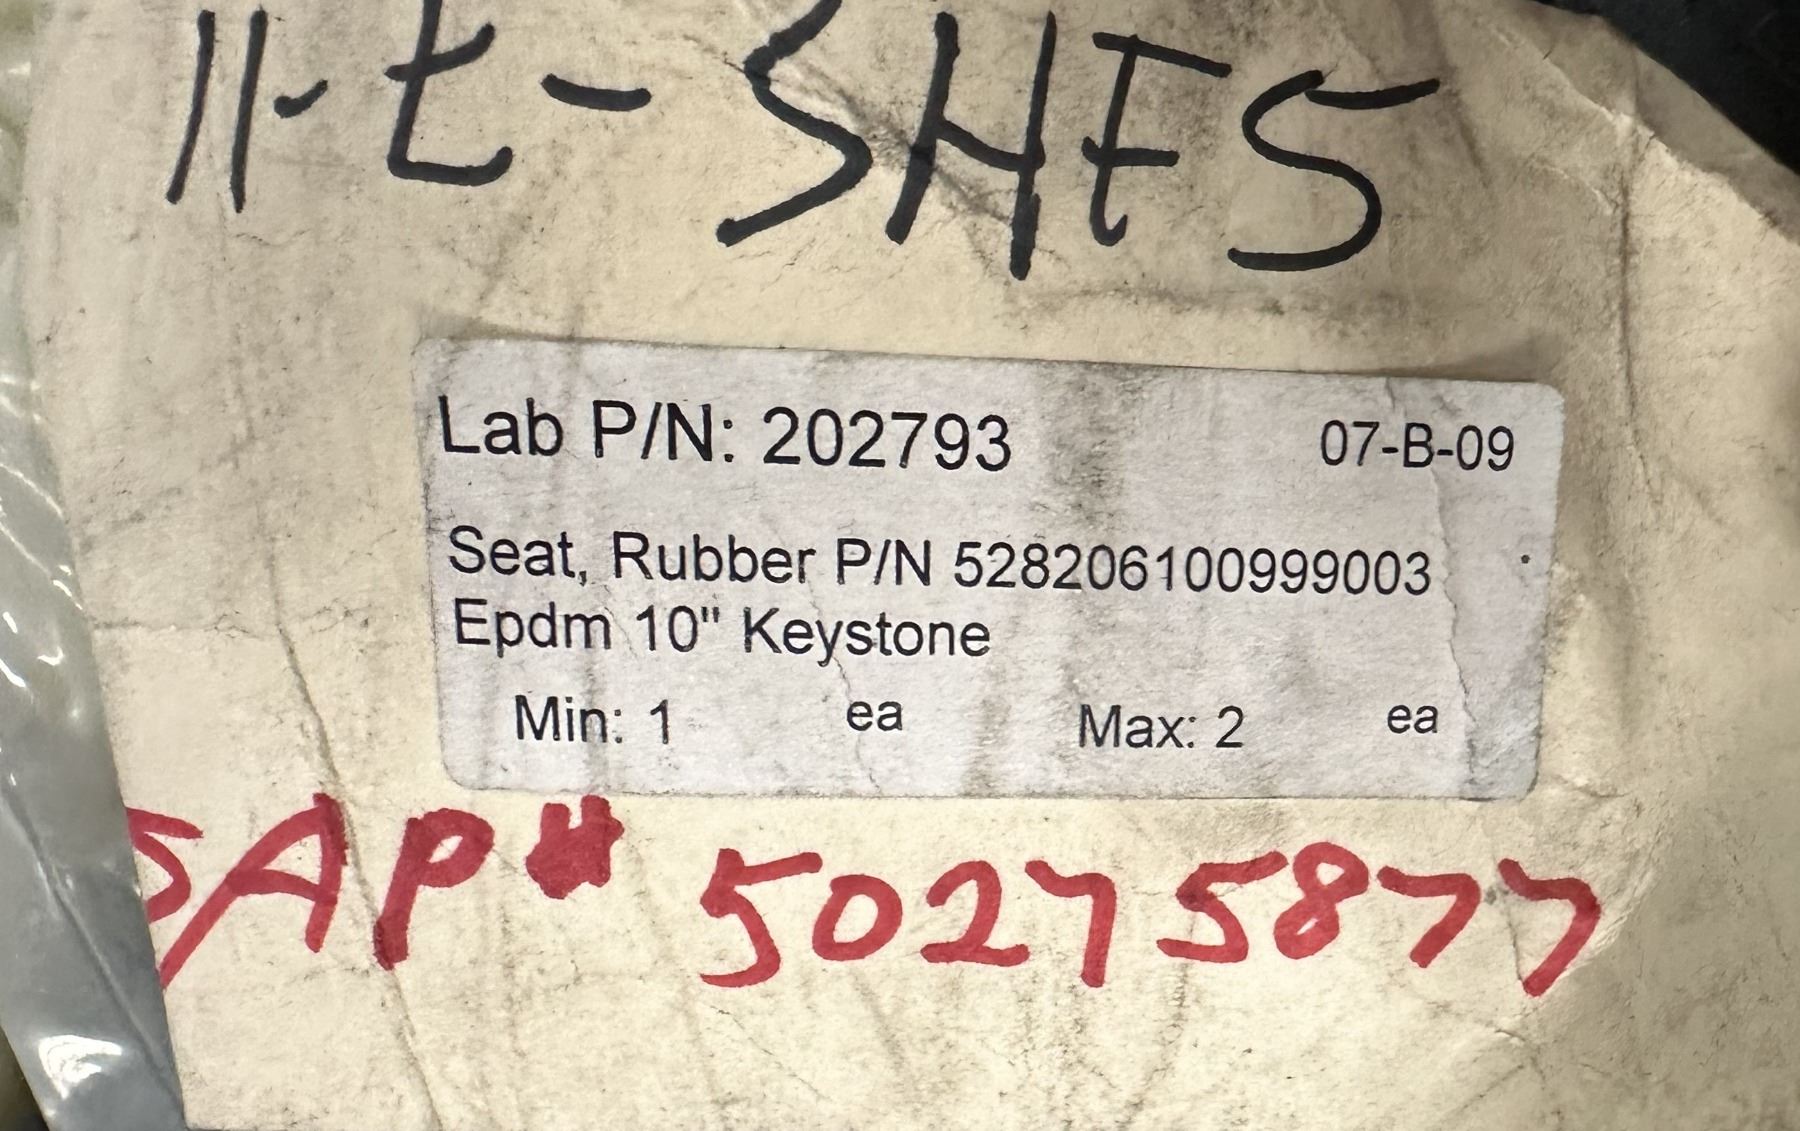 11-t-SHF5
Lab P/N: 202793 07-B-09
Seat, Rubber P/N 528206100999003
Epdm 10" Keystone
Min: 1 ea Max: 2 ea
SAP# 50275877